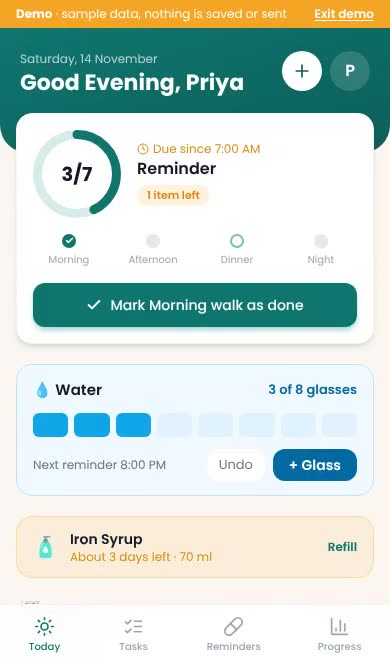 Demo · sample data, nothing is saved or sent
Exit demo
Saturday, 14 November
Good Evening, Priya
P
3/7
Due since 7:00 AM
Reminder
1 item left
Morning
Afternoon
Dinner
Night
Mark Morning walk as done
Water
3 of 8 glasses
Next reminder 8:00 PM
Undo
+ Glass
Iron Syrup
About 3 days left · 70 ml
Refill
Today
Tasks
Reminders
Progress